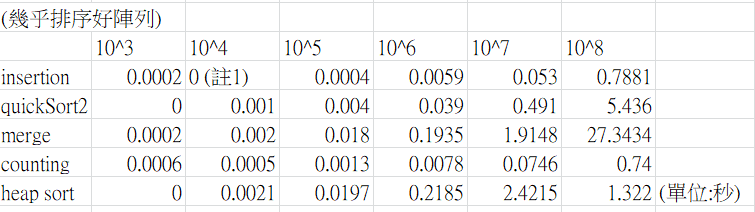 (幾乎排序好陣列)
10^3 10^4 10^5 10^6 10^7 10^8
insertion 0.0002 0 (註1) 0.0004 0.0059 0.053 0.7881
quickSort2 0 0.001 0.004 0.039 0.491 5.436
merge 0.0002 0.002 0.018 0.1935 1.9148 27.3434
counting 0.0006 0.0005 0.0013 0.0078 0.0746 0.74
heap sort 0 0.0021 0.0197 0.2185 2.4215 1.322 (單位:秒)